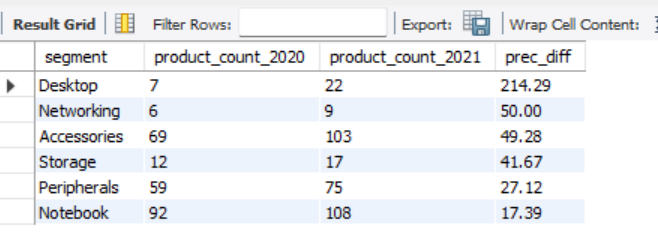 Result Grid Filter Rows: Export: Wrap Cell Content:
segment product_count_2020 product_count_2021 prec_diff
Desktop 7 22 214.29
Networking 6 9 50.00
Accessories 69 103 49.28
Storage 12 17 41.67
Peripherals 59 75 27.12
Notebook 92 108 17.39